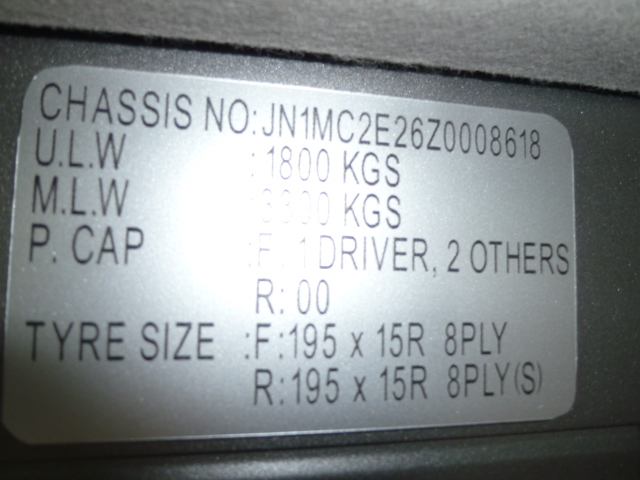 CHASSIS NO: JN1MC2E26Z0008618
U.L.W : 1800 KGS
M.L.W : 3300 KGS
P. CAP : F: 1 DRIVER, 2 OTHERS
R: 00
TYRE SIZE : F: 195 x 15R 8PLY
R: 195 x 15R 8PLY(S)